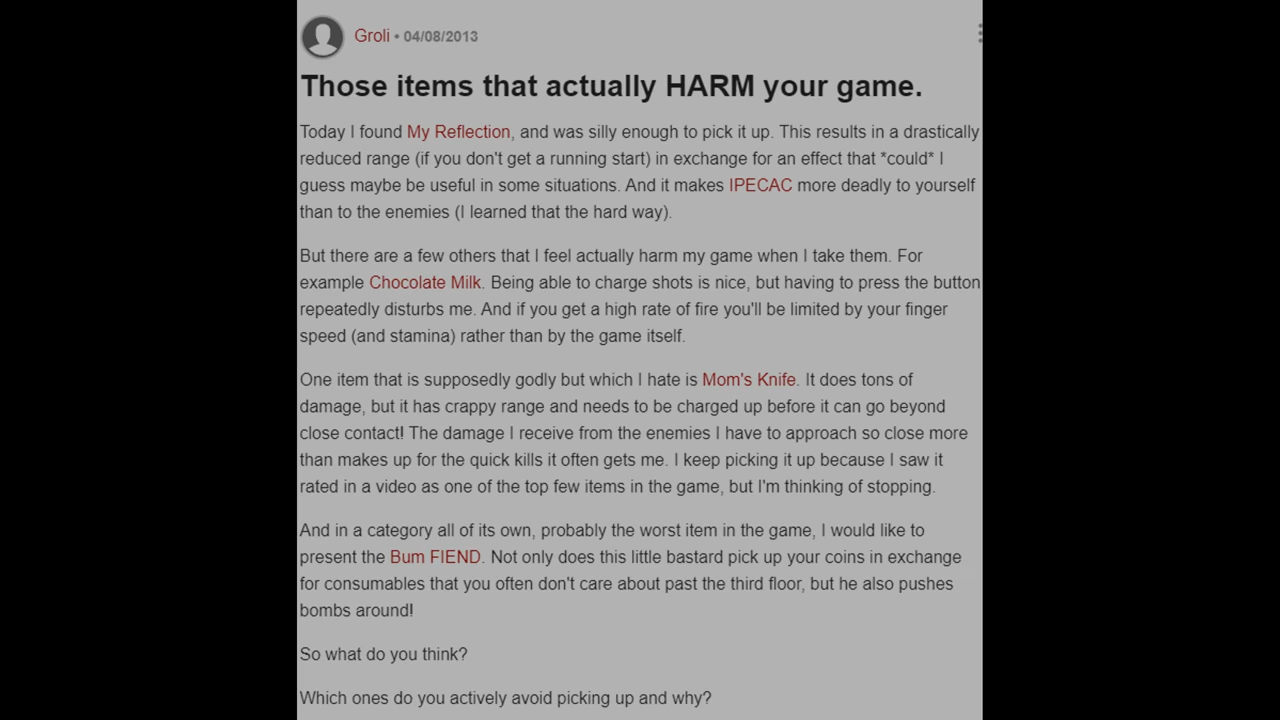 Groli • 04/08/2013
Those items that actually HARM your game.
Today I found My Reflection, and was silly enough to pick it up. This results in a drastically
reduced range (if you don't get a running start) in exchange for an effect that *could* I
guess maybe be useful in some situations. And it makes IPECAC more deadly to yourself
than to the enemies (I learned that the hard way).
But there are a few others that I feel actually harm my game when I take them. For
example Chocolate Milk. Being able to charge shots is nice, but having to press the button
repeatedly disturbs me. And if you get a high rate of fire you'll be limited by your finger
speed (and stamina) rather than by the game itself.
One item that is supposedly godly but which I hate is Mom's Knife. It does tons of
damage, but it has crappy range and needs to be charged up before it can go beyond
close contact! The damage I receive from the enemies I have to approach so close more
than makes up for the quick kills it often gets me. I keep picking it up because I saw it
rated in a video as one of the top few items in the game, but I'm thinking of stopping.
And in a category all of its own, probably the worst item in the game, I would like to
present the Bum FIEND. Not only does this little bastard pick up your coins in exchange
for consumables that you often don't care about past the third floor, but he also pushes
bombs around!
So what do you think?
Which ones do you actively avoid picking up and why?